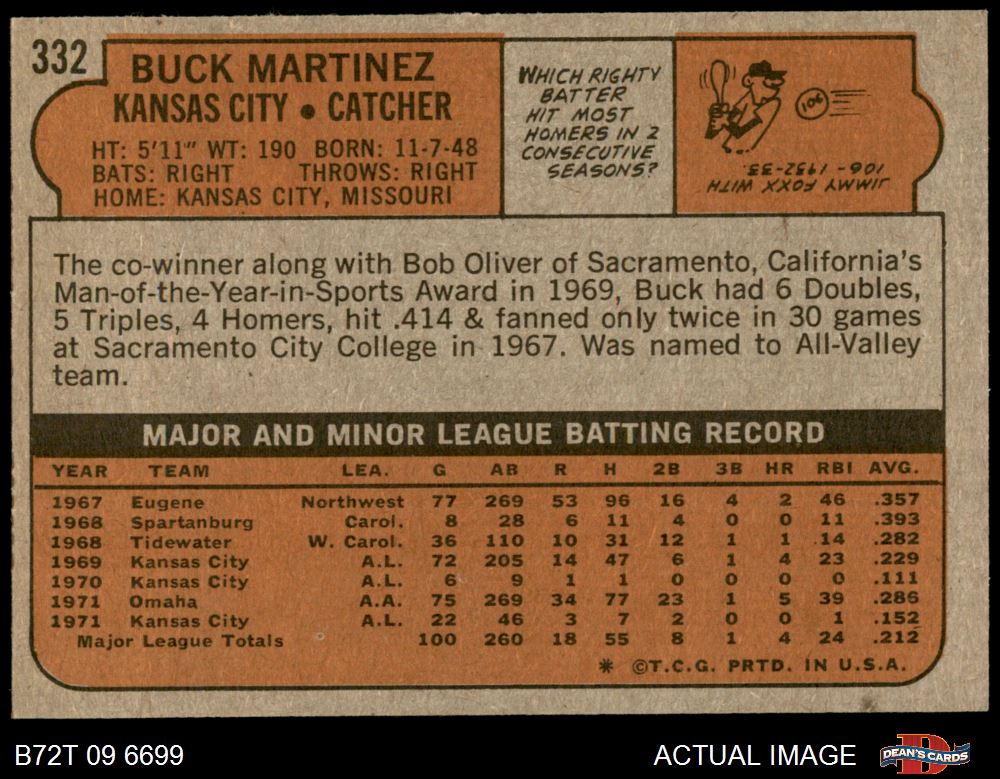 332
BUCK MARTINEZ
KANSAS CITY • CATCHER
HT: 5'11" WT: 190 BORN: 11-7-48
BATS: RIGHT THROWS: RIGHT
HOME: KANSAS CITY, MISSOURI
WHICH RIGHTY
BATTER
HIT MOST
HOMERS IN 2
CONSECUTIVE
SEASONS?
106
JIMMY FOXX WITH
106 - 1932-33.
The co-winner along with Bob Oliver of Sacramento, California's
Man-of-the-Year-in-Sports Award in 1969, Buck had 6 Doubles,
5 Triples, 4 Homers, hit .414 & fanned only twice in 30 games
at Sacramento City College in 1967. Was named to All-Valley
team.
MAJOR AND MINOR LEAGUE BATTING RECORD
YEAR TEAM LEA. G AB R H 2B 3B HR RBI AVG.
1967 Eugene Northwest 77 269 53 96 16 4 2 46 .357
1968 Spartanburg Carol. 8 28 6 11 4 0 0 11 .393
1968 Tidewater W. Carol. 36 110 10 31 12 1 1 14 .282
1969 Kansas City A.L. 72 205 14 47 6 1 4 23 .229
1970 Kansas City A.L. 6 9 1 1 0 0 0 0 .111
1971 Omaha A.A. 75 269 34 77 23 1 5 39 .286
1971 Kansas City A.L. 22 46 3 7 2 0 0 1 .152
Major League Totals 100 260 18 55 8 1 4 24 .212
* ©T.C.G. PRTD. IN U.S.A.
B72T 09 6699 ACTUAL IMAGE DEAN'S CARDS